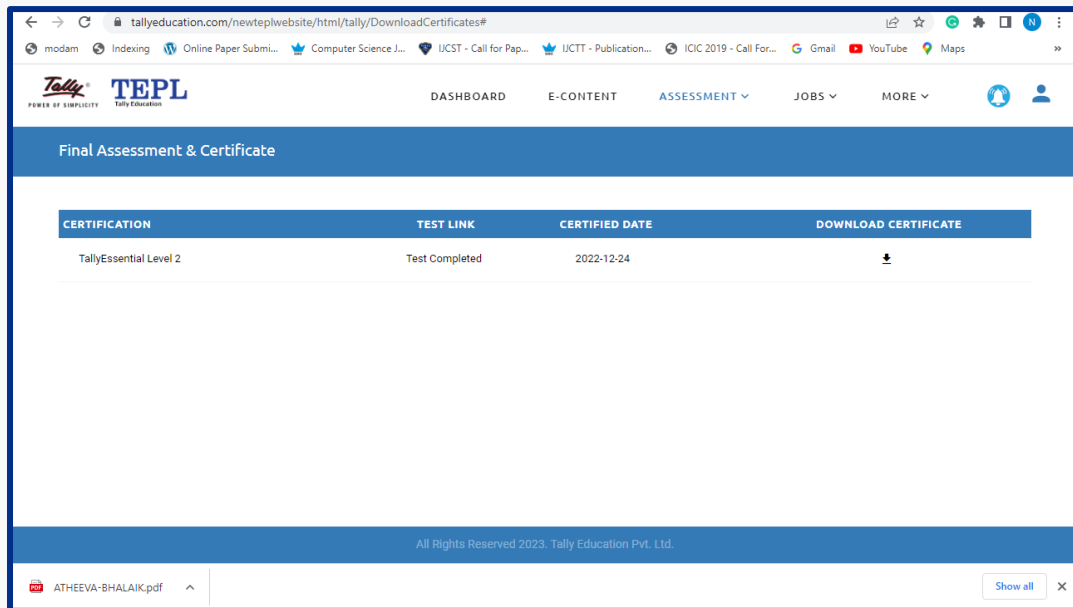 tallyeducation.com/newteplwebsite/html/tally/DownloadCertificates#
N
modam Indexing Online Paper Submi... Computer Science J... IJCST - Call for Pap... IJCTT - Publication... ICIC 2019 - Call For... Gmail YouTube Maps »
Tally
POWER OF SIMPLICITY
TEPL
Tally Education
DASHBOARD E-CONTENT ASSESSMENT JOBS MORE
Final Assessment & Certificate
CERTIFICATION TEST LINK CERTIFIED DATE DOWNLOAD CERTIFICATE
TallyEssential Level 2 Test Completed 2022-12-24
All Rights Reserved 2023. Tally Education Pvt. Ltd.
PDF ATHEEVA-BHALAIK.pdf Show all